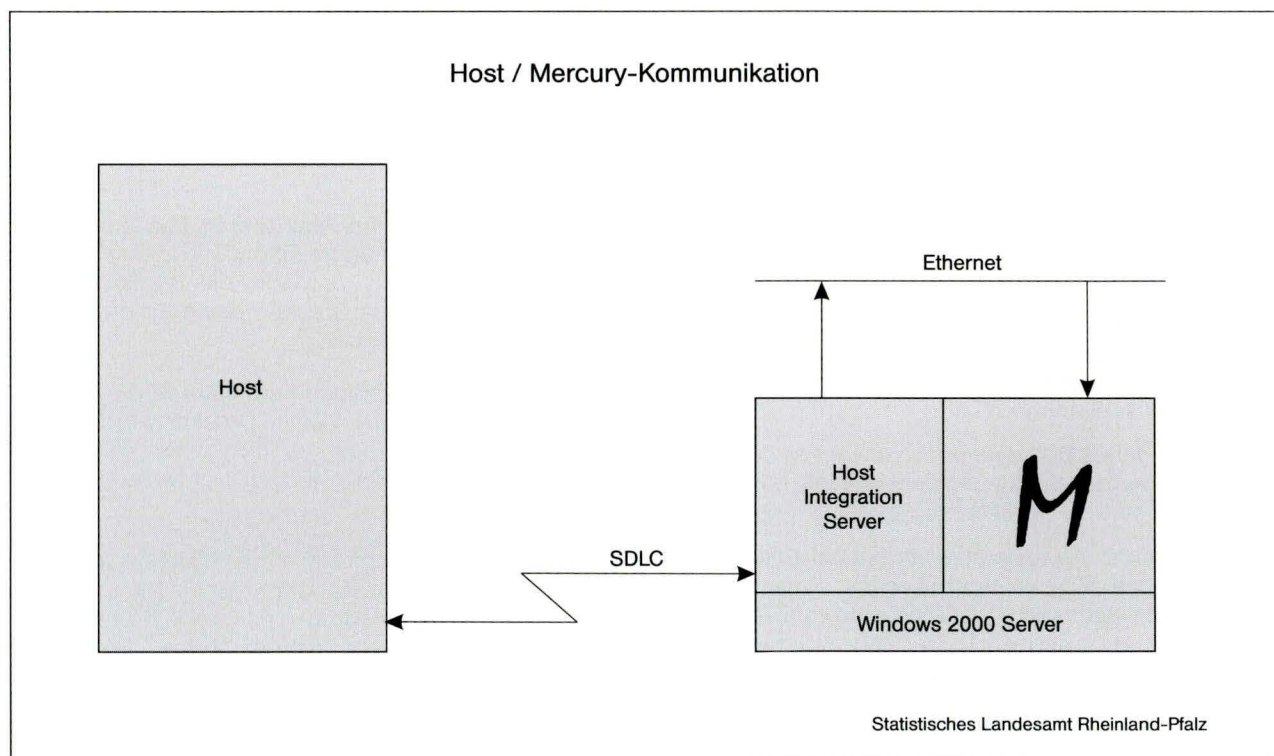 Host / Mercury-Kommunikation
Ethernet
Host
Host
Integration
Server
M
SDLC
Windows 2000 Server
Statistisches Landesamt Rheinland-Pfalz